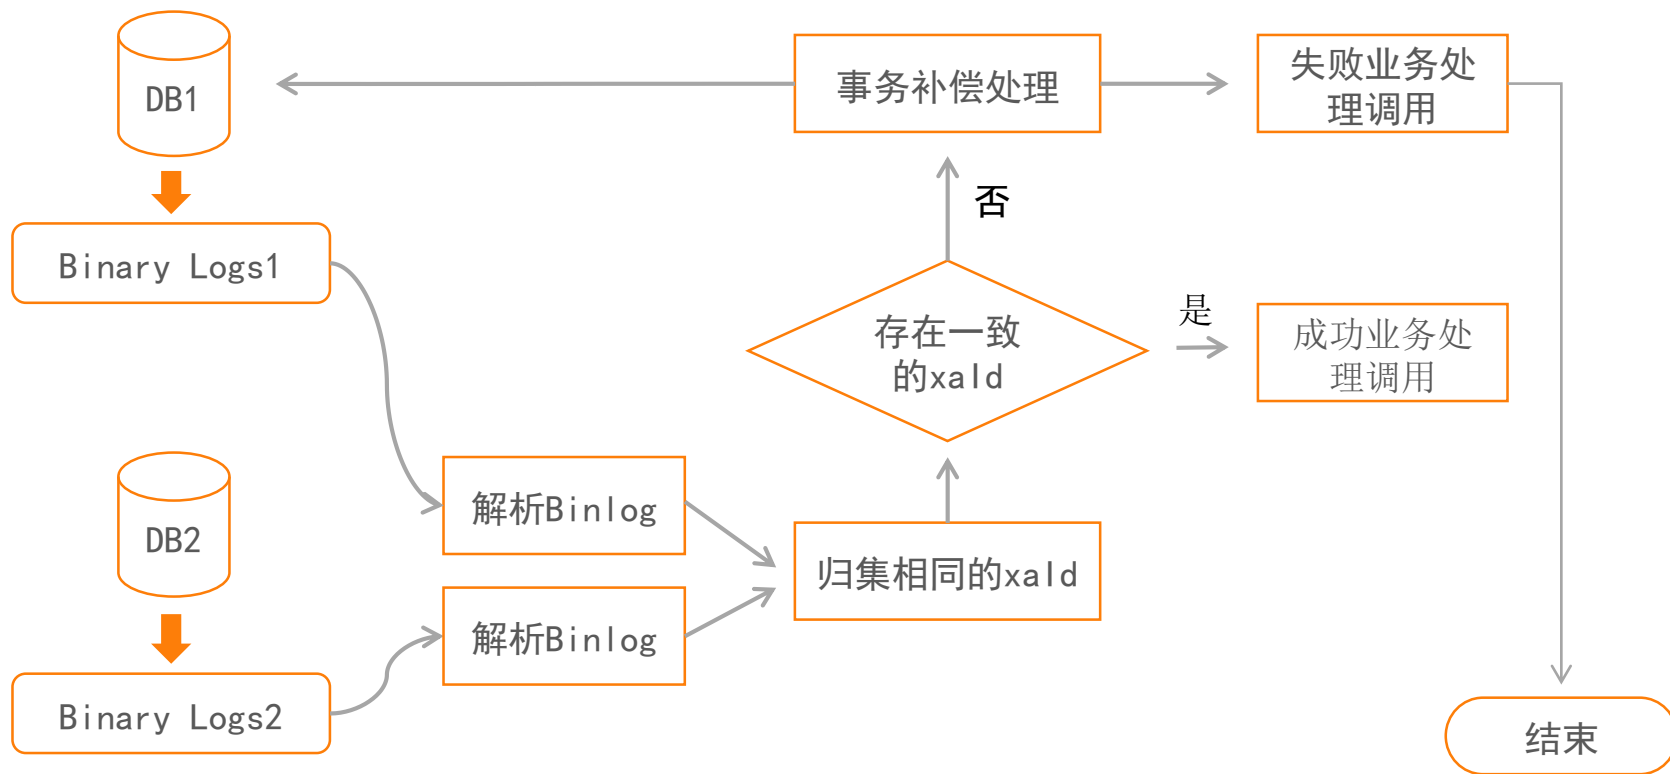 DB1
事务补偿处理
失败业务处
理调用
否
Binary Logs1
是
存在一致
的xaId
成功业务处
理调用
DB2
解析Binlog
归集相同的xaId
解析Binlog
Binary Logs2
结束